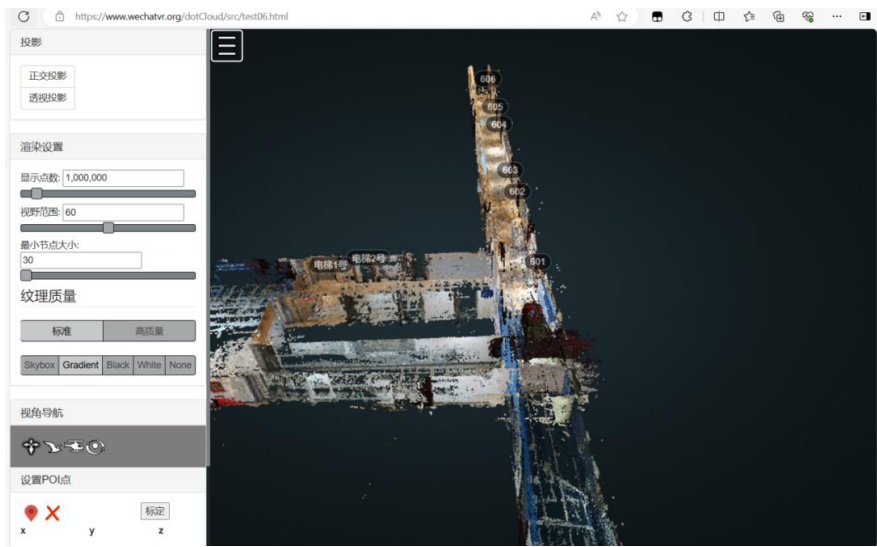 https://www.wechatvr.org/dotCloud/src/test06.html
投影
正交投影
透视投影
渲染设置
显示点数: 1,000,000
视野范围: 60
最小节点大小:
30
纹理质量
标准 高质量
Skybox Gradient Black White None
视角导航
设置POI点
标定
x y z
606
605
604
603
602
电梯1号 电梯2号 601